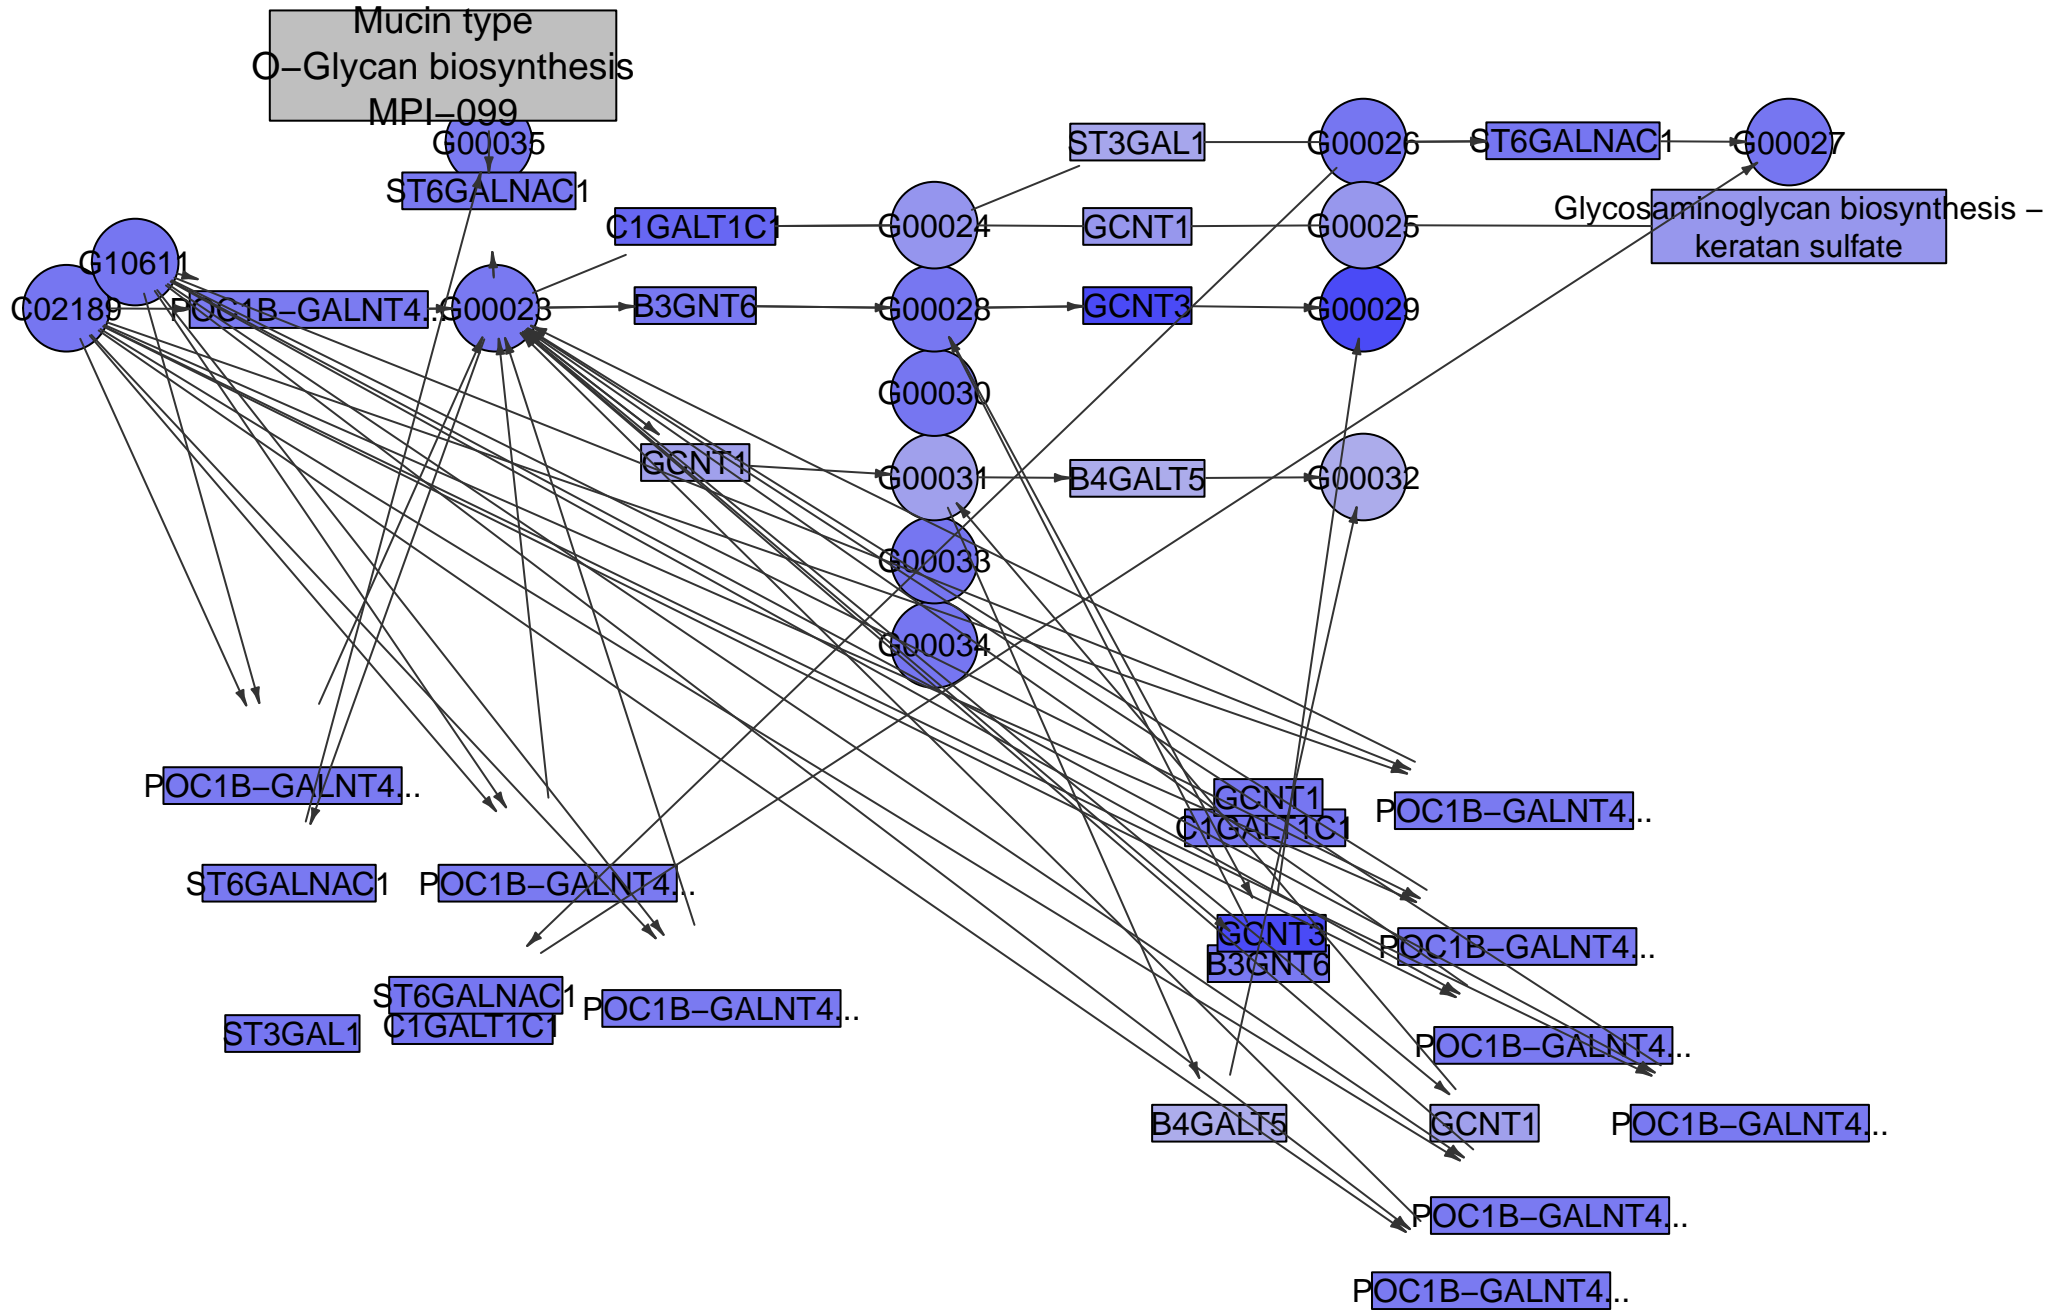 Mucin type
O−Glycan biosynthesis
MPI−099
G00035
ST6GALNAC1
ST3GAL1
G00026
ST6GALNAC1
G00027
C1GALT1C1
G00024
GCNT1
G00025
Glycosaminoglycan biosynthesis −
keratan sulfate
G10611
C02189
POC1B−GALNT4...
G00023
B3GNT6
G00028
GCNT3
G00029
G00030
GCNT1
G00031
B4GALT5
G00032
G00033
G00034
POC1B−GALNT4...
GCNT1
POC1B−GALNT4...
C1GALT1C1
ST6GALNAC1
POC1B−GALNT4...
GCNT3
POC1B−GALNT4...
B3GNT6
ST6GALNAC1
POC1B−GALNT4...
ST3GAL1
C1GALT1C1
POC1B−GALNT4...
B4GALT5
GCNT1
POC1B−GALNT4...
POC1B−GALNT4...
POC1B−GALNT4...